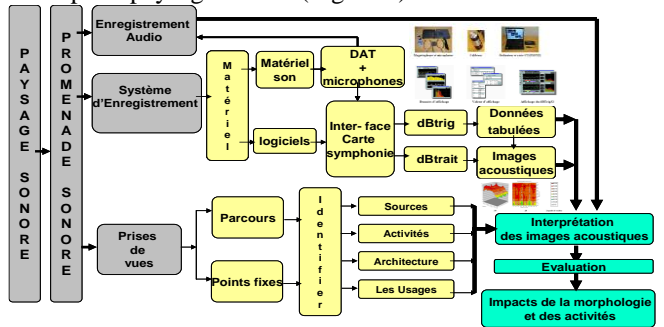 PAYSAGE SONORE
PROMENADE SONORE
Enregistrement
Audio
Système
d'Enregistrement
Matériel
Matériel
son
DAT
+
microphones
logiciels
Inter- face
Carte
symphonie
dBtrig
Données
tabulées
dBtrait
Images
acoustiques
Prises
de
vues
Parcours
Points fixes
Identifier
Sources
Activités
Architecture
Les Usages
Interprétation
des images acoustiques
Evaluation
Impacts de la morphologie
et des activités